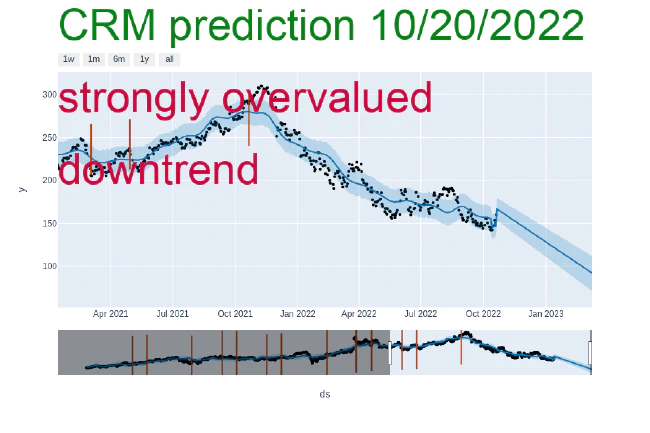 CRM prediction 10/20/2022
1w 1m 6m 1y all
strongly overvalued
downtrend
300
250
200
150
100
y
Apr 2021 Jul 2021 Oct 2021 Jan 2022 Apr 2022 Jul 2022 Oct 2022 Jan 2023
ds